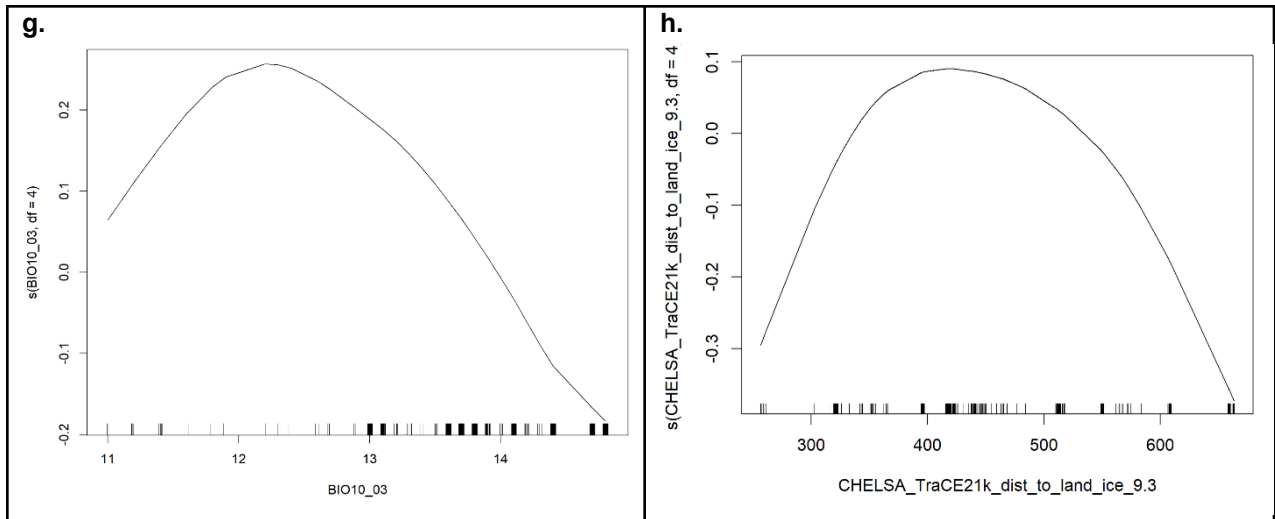 g.
s(BIO10_03, df = 4)
0.2
0.1
0.0
-0.1
-0.2
11 12 13 14
BIO10_03
h.
s(CHELSA_TraCE21k_dist_to_land_ice_9.3, df = 4
0.1
0.0
-0.1
-0.2
-0.3
300 400 500 600
CHELSA_TraCE21k_dist_to_land_ice_9.3